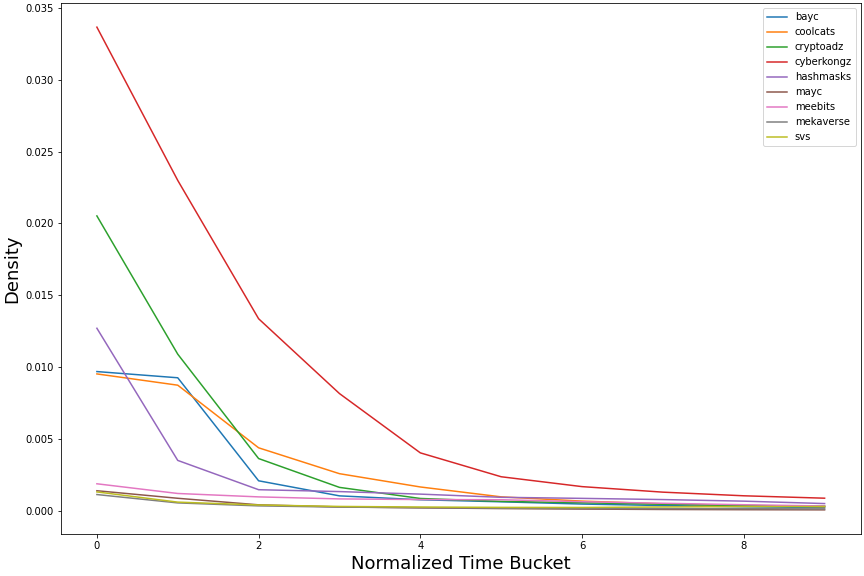 0.035
0.030
0.025
0.020
0.015
0.010
0.005
0.000
Density
0 2 4 6 8
Normalized Time Bucket
bayc
coolcats
cryptoadz
cyberkongz
hashmasks
mayc
meebits
mekaverse
svs